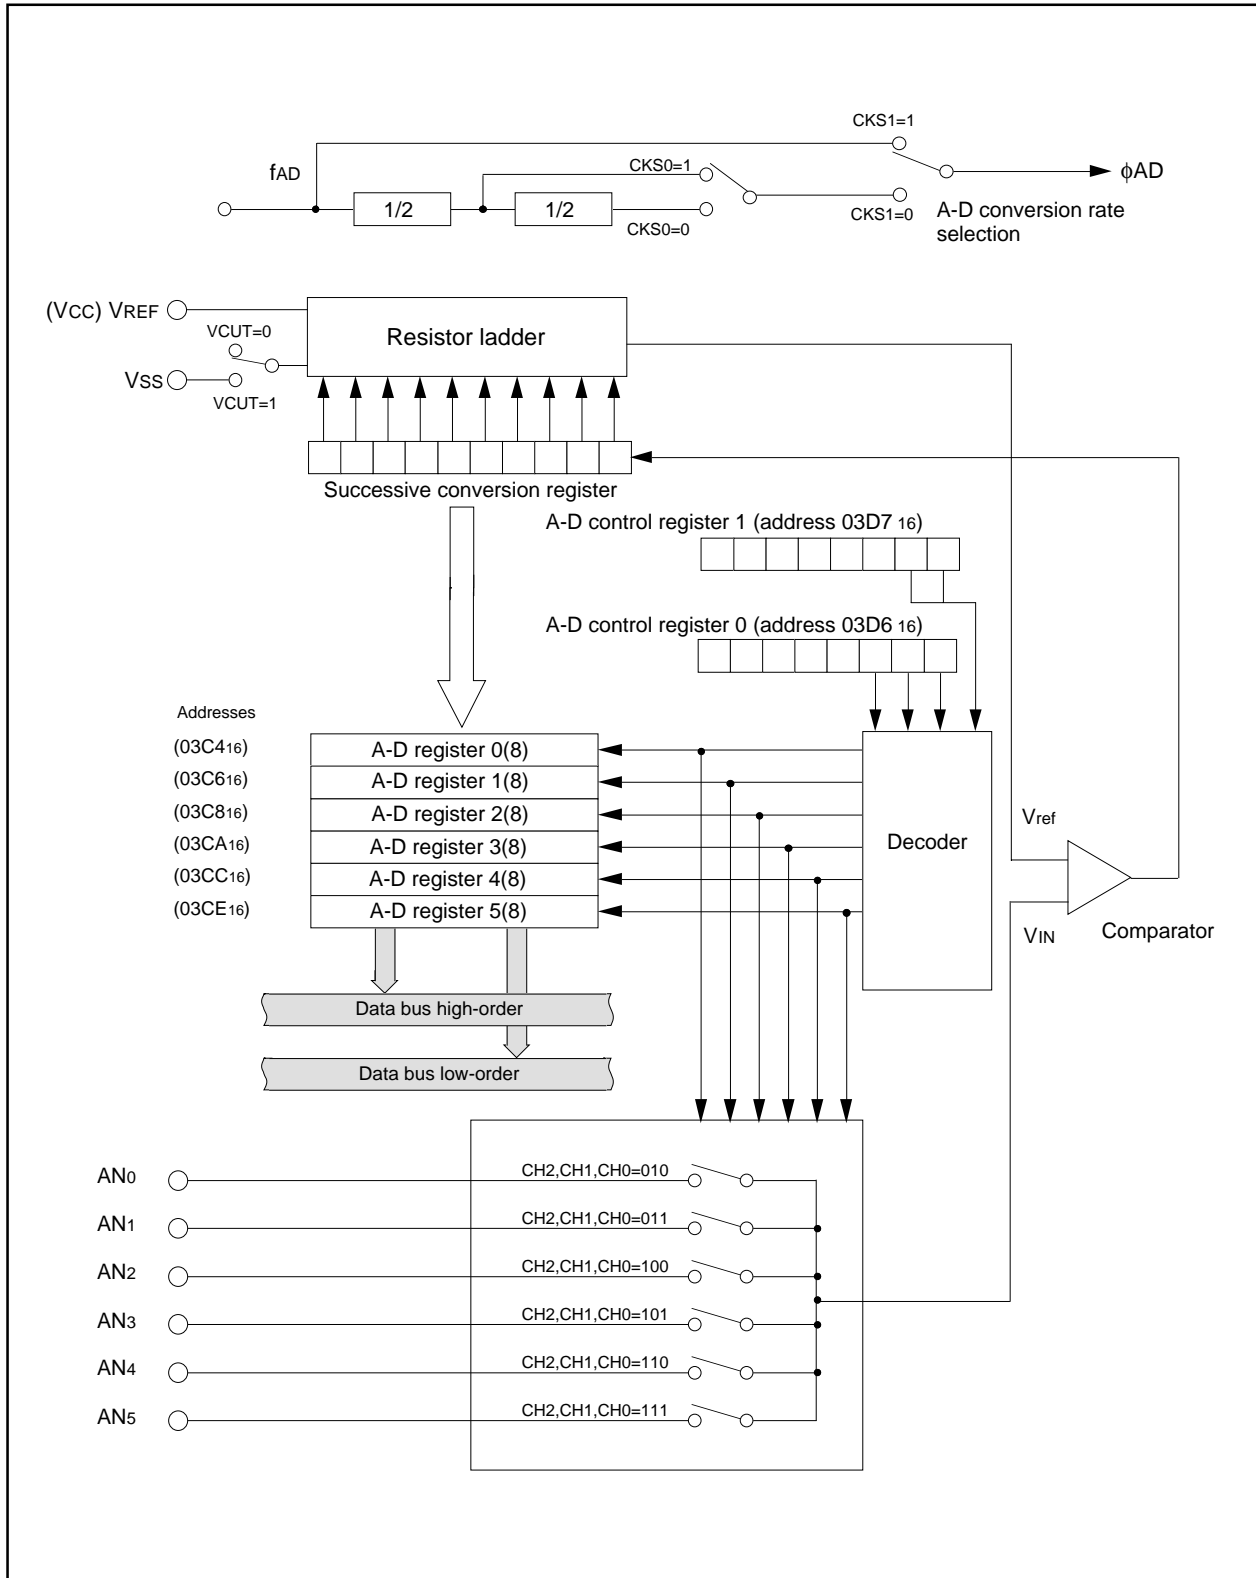 CKS1=1
fAD
CKS0=1
ϕAD
1/2
1/2
CKS0=0
CKS1=0
A-D conversion rate
selection
(VCC) VREF
VCUT=0
Resistor ladder
VSS
VCUT=1
Successive conversion register
A-D control register 1 (address 03D7 16)
A-D control register 0 (address 03D6 16)
Addresses
(03C416)
A-D register 0(8)
(03C616)
A-D register 1(8)
(03C816)
A-D register 2(8)
(03CA16)
A-D register 3(8)
(03CC16)
A-D register 4(8)
(03CE16)
A-D register 5(8)
Decoder
Vref
VIN
Comparator
Data bus high-order
Data bus low-order
AN0
CH2,CH1,CH0=010
AN1
CH2,CH1,CH0=011
AN2
CH2,CH1,CH0=100
AN3
CH2,CH1,CH0=101
AN4
CH2,CH1,CH0=110
AN5
CH2,CH1,CH0=111